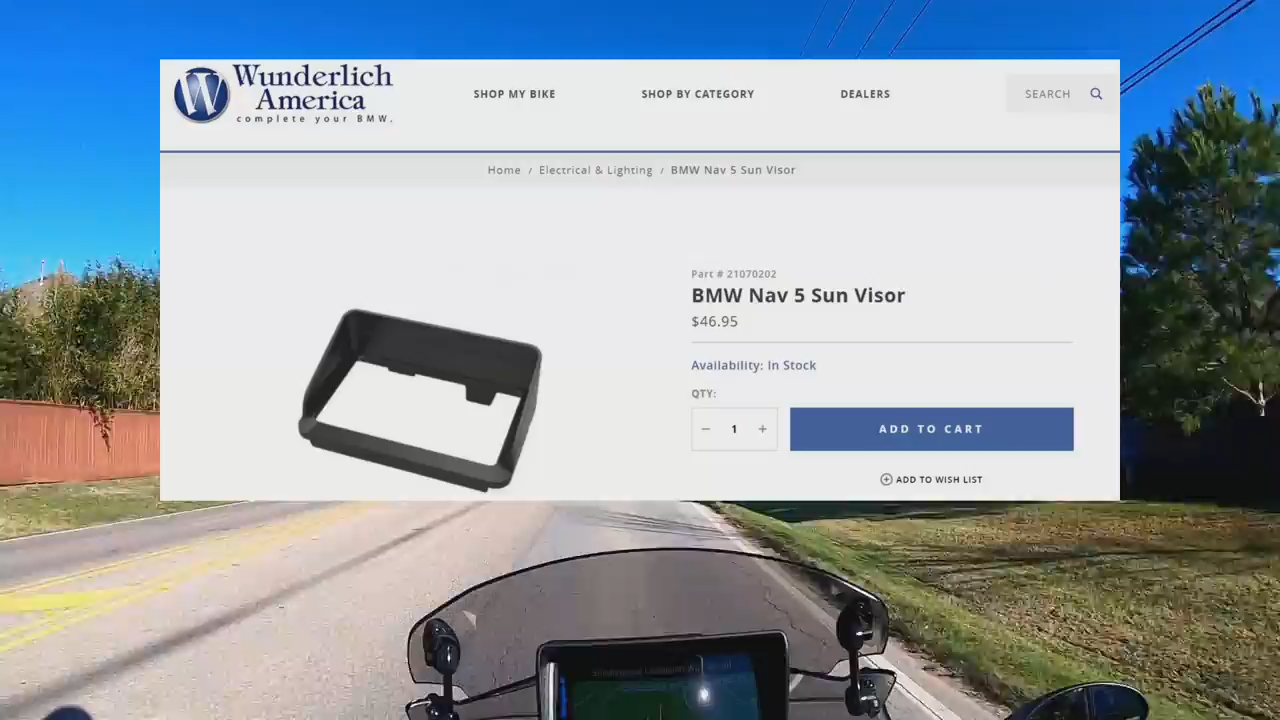 W
Wunderlich
America
complete your BMW.
SHOP MY BIKE
SHOP BY CATEGORY
DEALERS
SEARCH
Home / Electrical & Lighting / BMW Nav 5 Sun Visor
Part # 21070202
BMW Nav 5 Sun Visor
$46.95
Availability: In Stock
QTY:
− 1 +
ADD TO CART
ADD TO WISH LIST